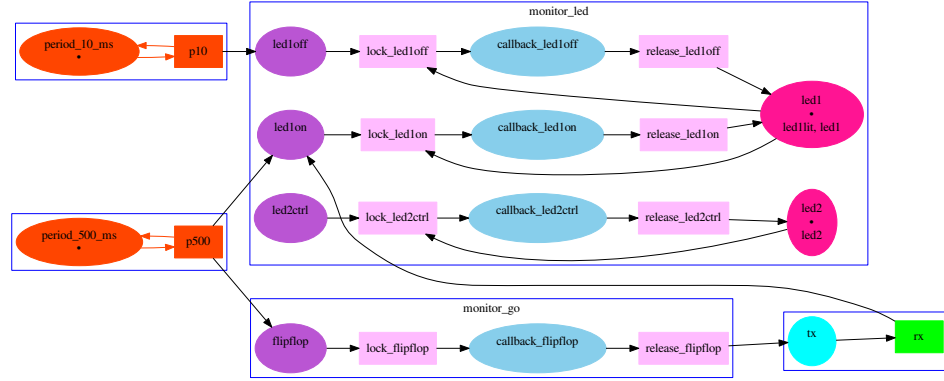 monitor_led
period_10_ms
•
p10
led1off
lock_led1off
callback_led1off
release_led1off
led1
•
led1lit, led1
led1on
lock_led1on
callback_led1on
release_led1on
led2ctrl
lock_led2ctrl
callback_led2ctrl
release_led2ctrl
led2
•
led2
period_500_ms
•
p500
monitor_go
flipflop
lock_flipflop
callback_flipflop
release_flipflop
tx
rx